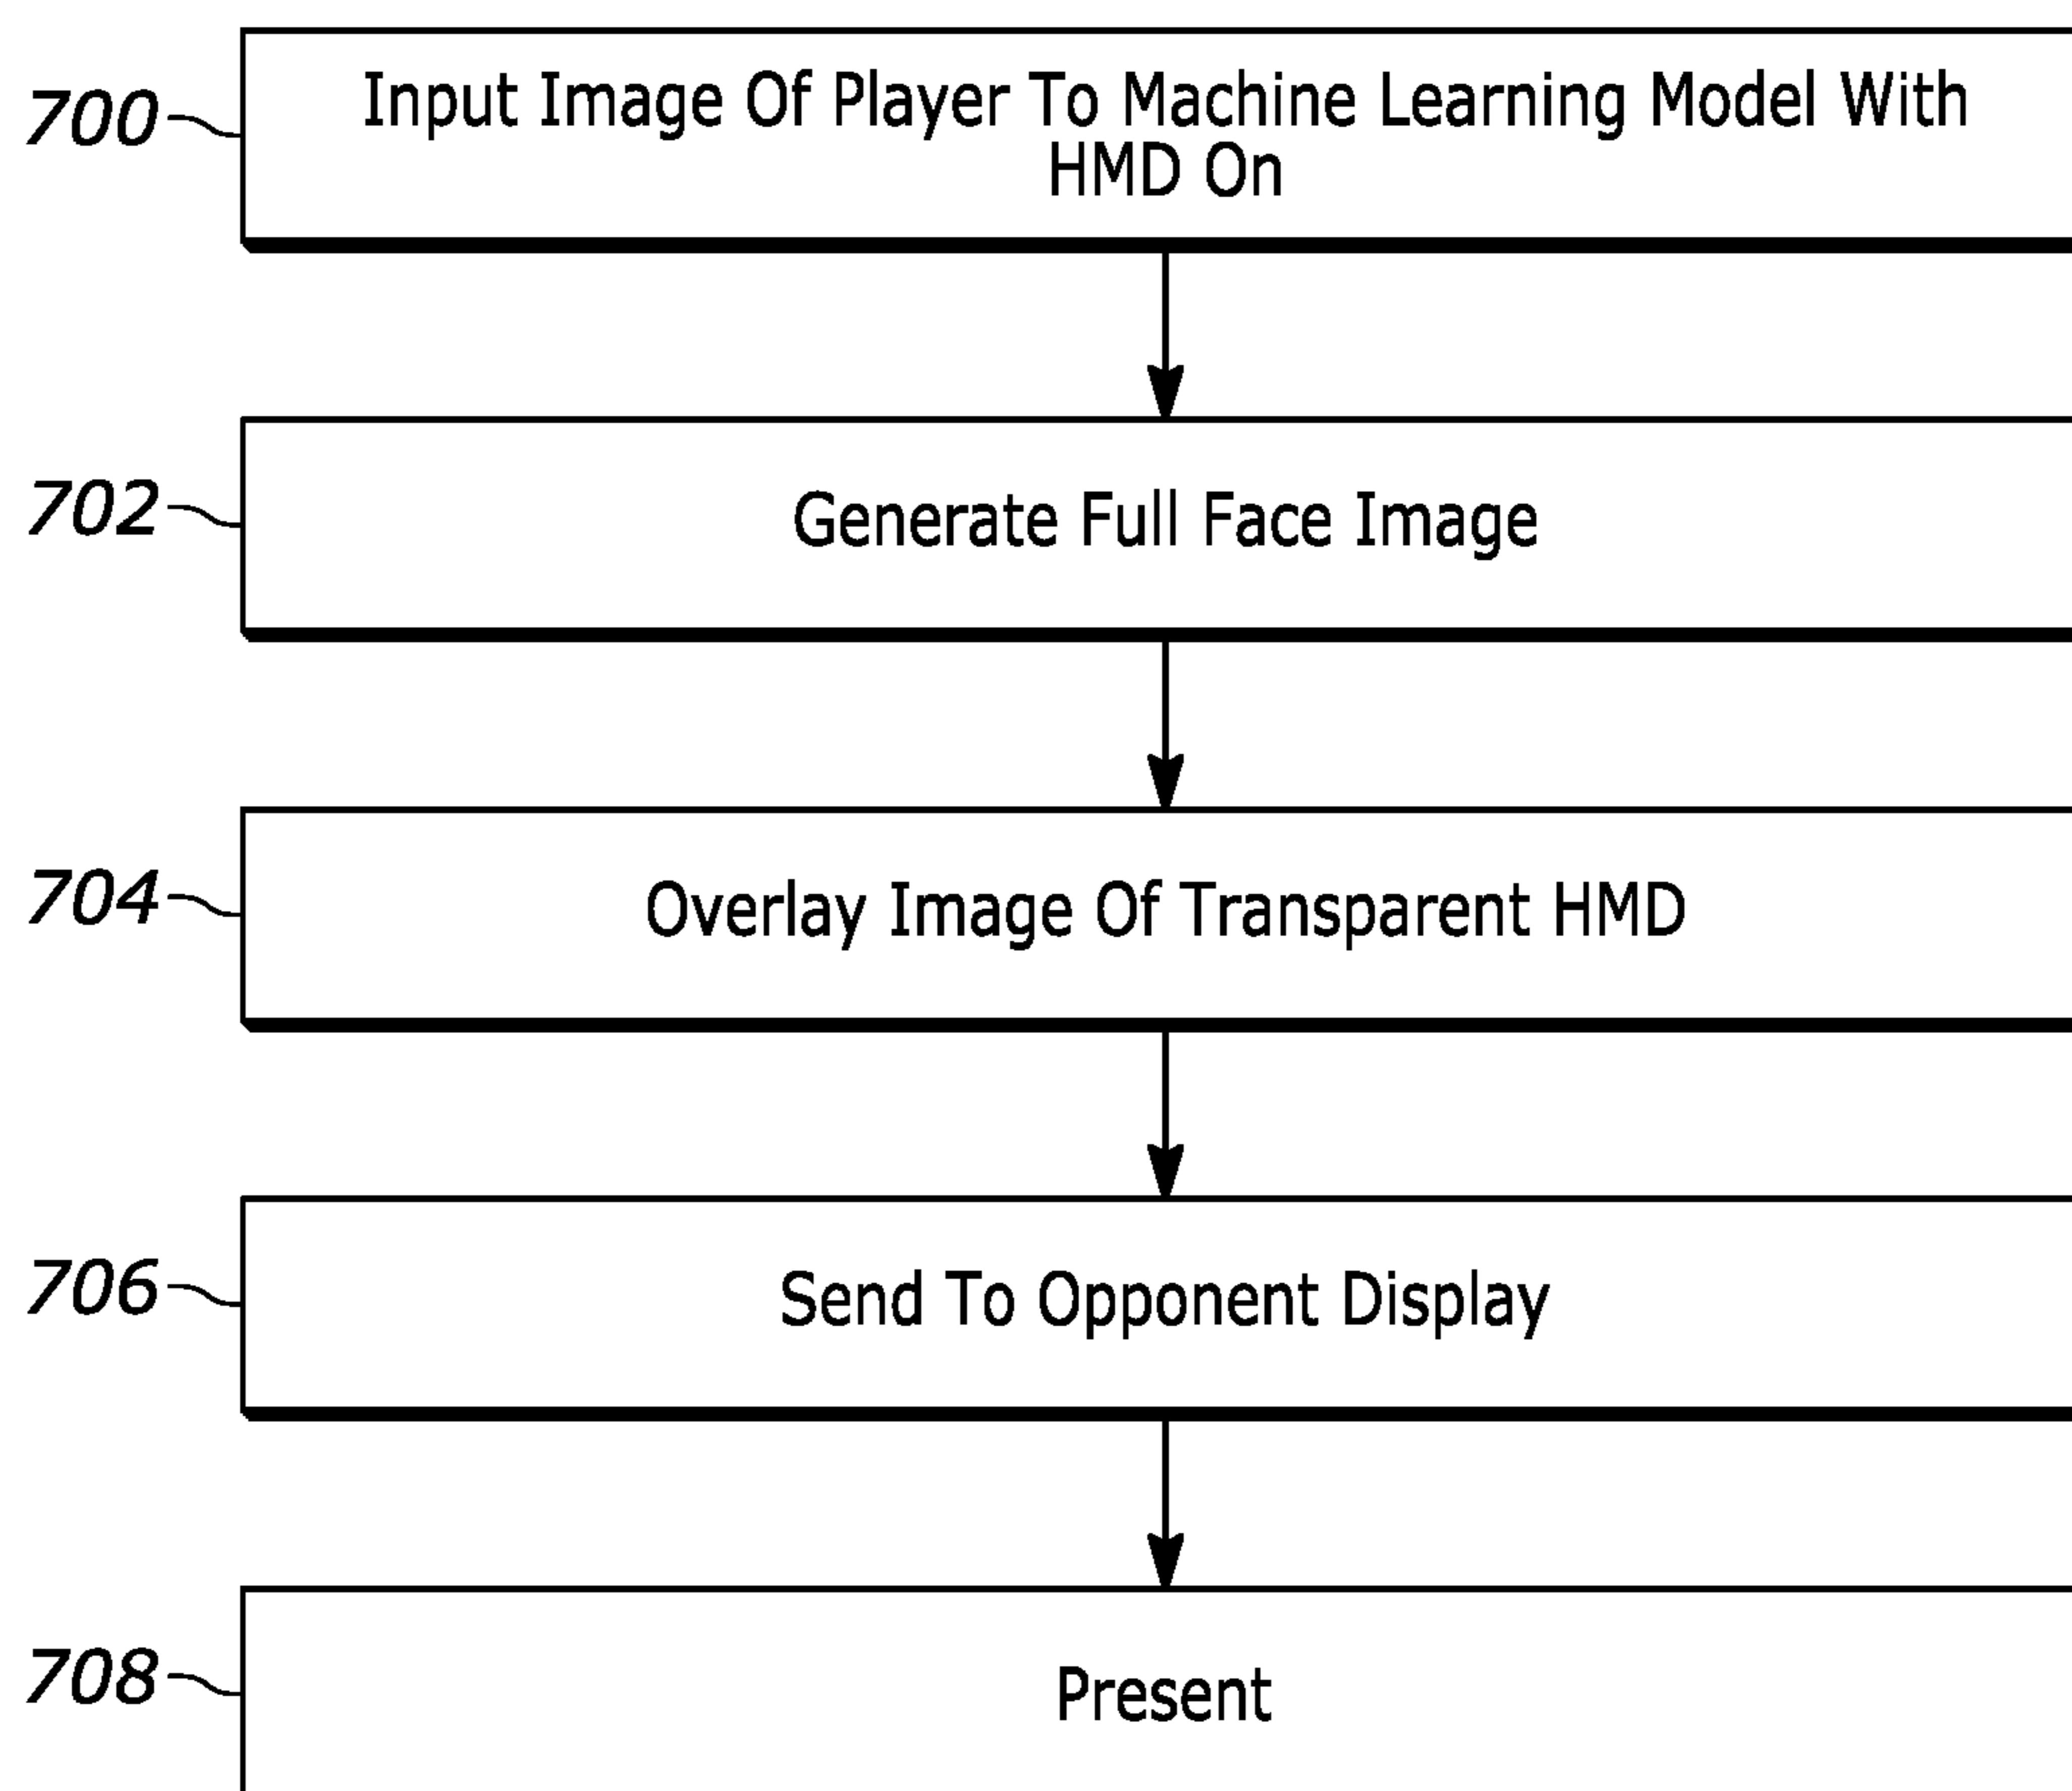 700
Input Image Of Player To Machine Learning Model With
HMD On
702
Generate Full Face Image
704
Overlay Image Of Transparent HMD
706
Send To Opponent Display
708
Present